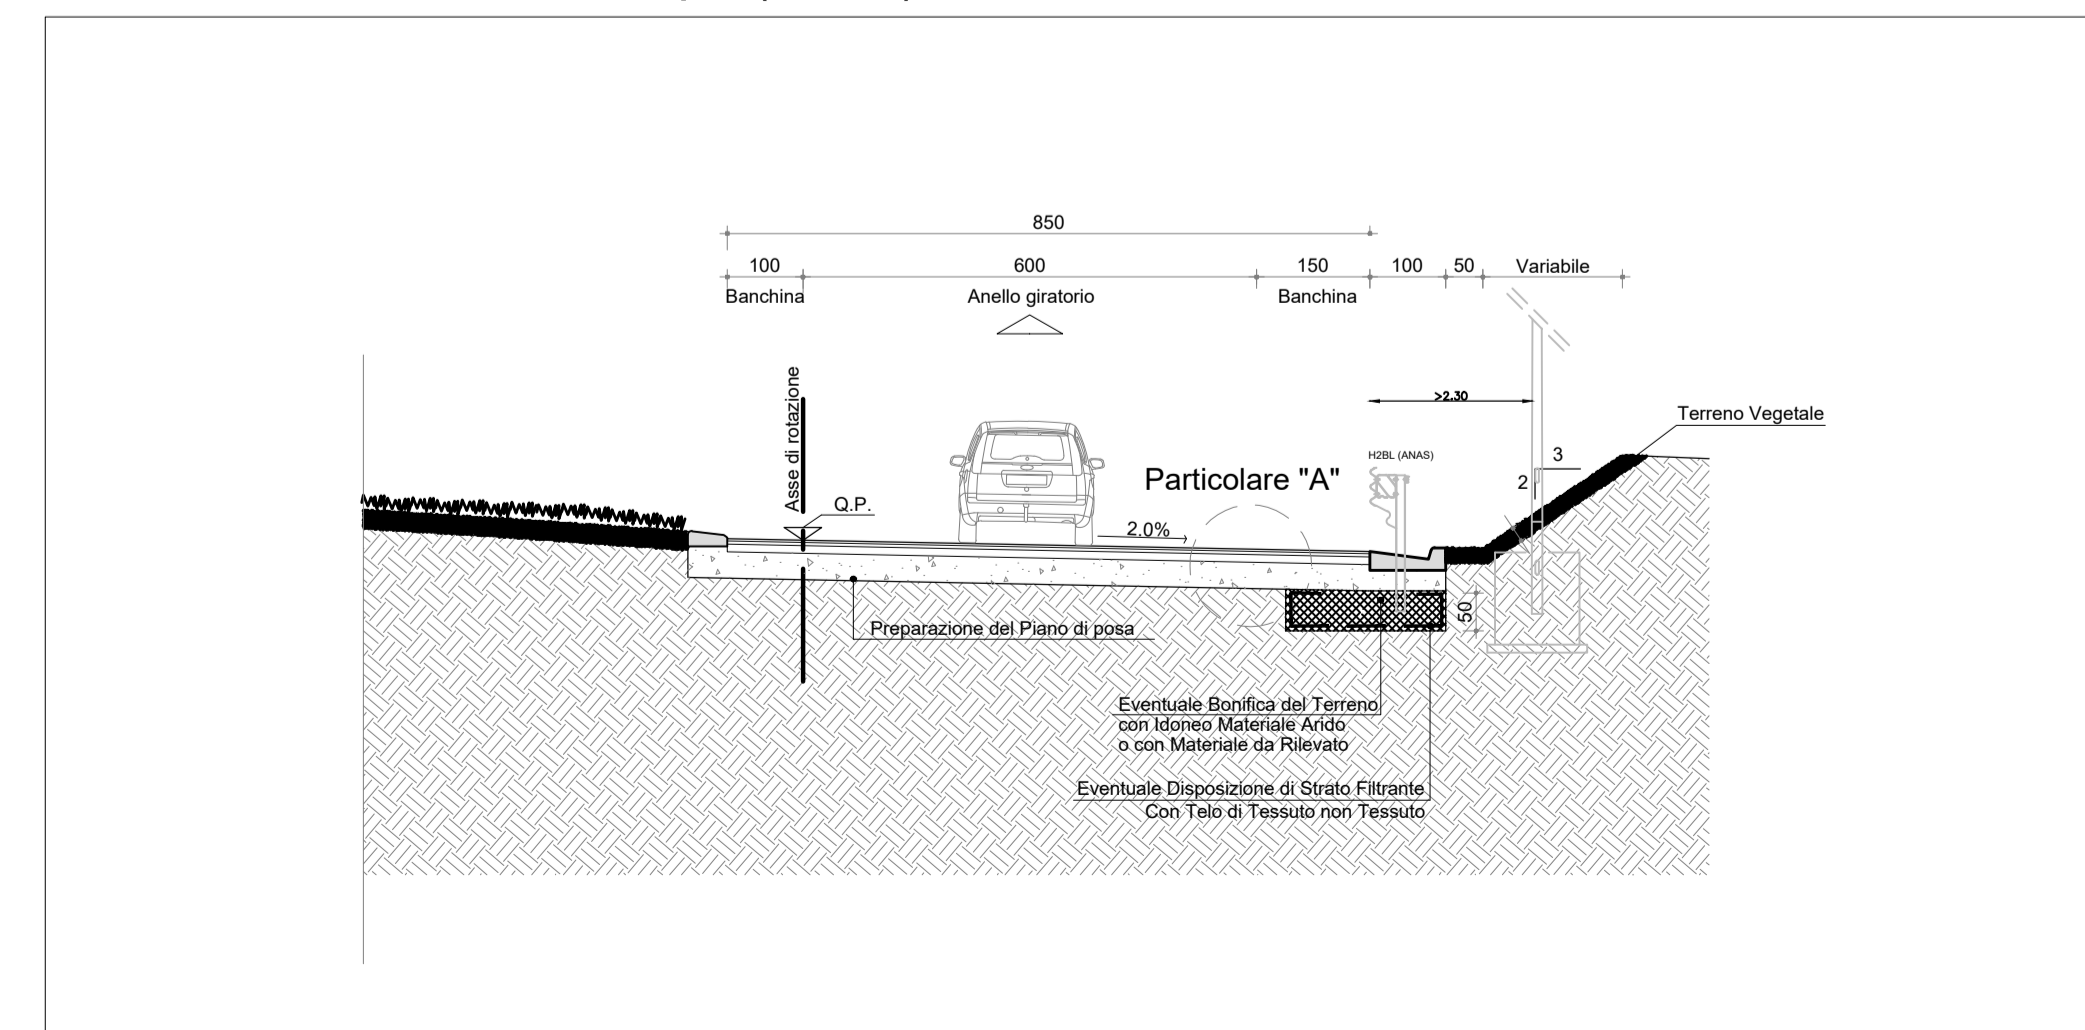 850
100 600 150 100 50 Variabile
Banchina Anello giratorio Banchina
Asse di rotazione
>2.30
Terreno Vegetale
H2BL (ANAS)
3
2
Particolare "A"
Q.P.
2.0%
50
Preparazione del Piano di posa
Eventuale Bonifica del Terreno
con Idoneo Materiale Arido
o con Materiale da Rilevato
Eventuale Disposizione di Strato Filtrante
Con Telo di Tessuto non Tessuto